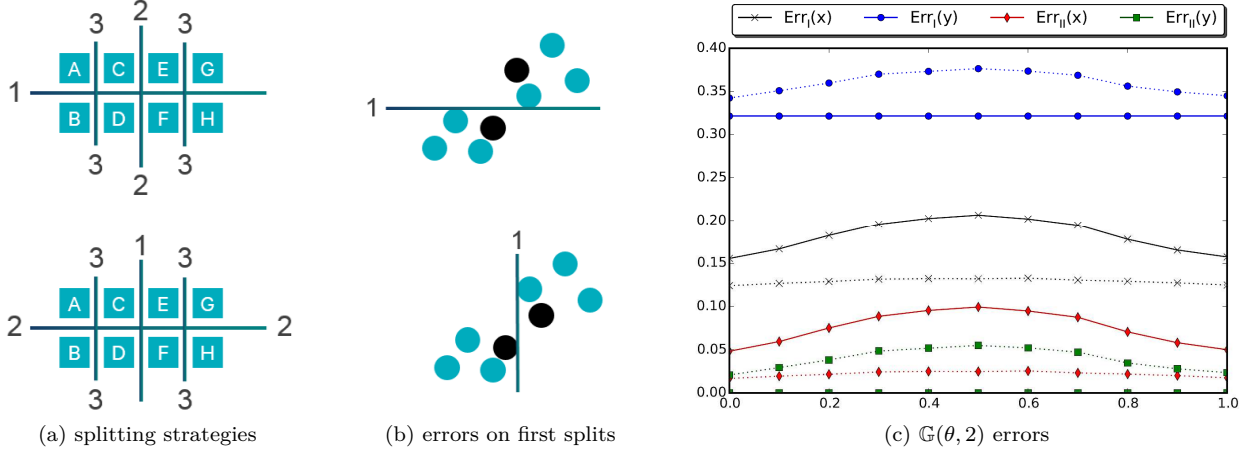 2
3 3
A C E G
1
B D F H
3 3
2
1
3 3
A C E G
2 2
B D F H
3 3
(a) splitting strategies
1
1
(b) errors on first splits
Err_I(x) Err_I(y) Err_II(x) Err_II(y)
0.40
0.35
0.30
0.25
0.20
0.15
0.10
0.05
0.00
0.0 0.2 0.4 0.6 0.8 1.0
(c) 𝔾(θ, 2) errors